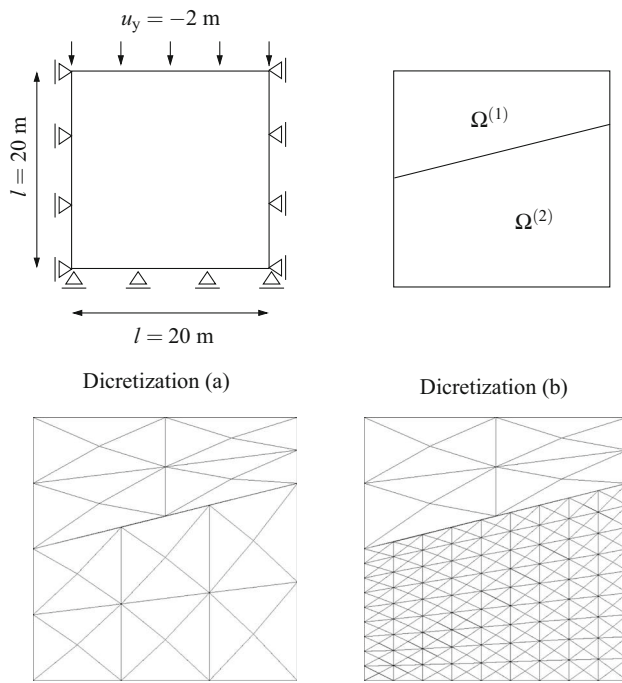 u_y = −2 m
l = 20 m
l = 20 m
Ω^(1)
Ω^(2)
Dicretization (a)
Dicretization (b)